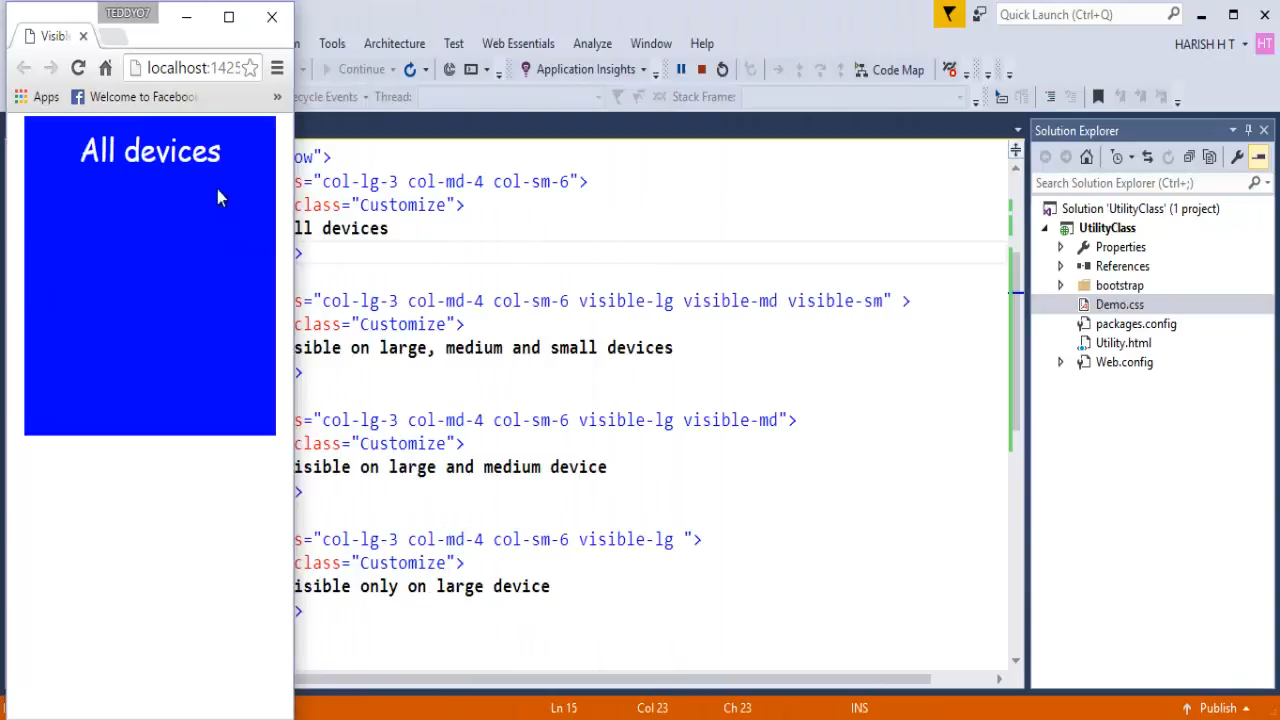 TEDDYO7
Visib
localhost:1425
Apps
Welcome to Facebook
»
All devices
Quick Launch (Ctrl+Q)
Tools Architecture Test Web Essentials Analyze Window Help
HARISH H T
HT
Continue
Application Insights
Code Map
ecycle Events
Thread:
Stack Frame:
ow">
s="col-lg-3 col-md-4 col-sm-6">
class="Customize">
ll devices
>
s="col-lg-3 col-md-4 col-sm-6 visible-lg visible-md visible-sm" >
class="Customize">
sible on large, medium and small devices
>
s="col-lg-3 col-md-4 col-sm-6 visible-lg visible-md">
class="Customize">
isible on large and medium device
>
s="col-lg-3 col-md-4 col-sm-6 visible-lg ">
class="Customize">
isible only on large device
>
Solution Explorer
Search Solution Explorer (Ctrl+;)
Solution 'UtilityClass' (1 project)
UtilityClass
Properties
References
bootstrap
Demo.css
packages.config
Utility.html
Web.config
Ln 15 Col 23 Ch 23 INS
Publish